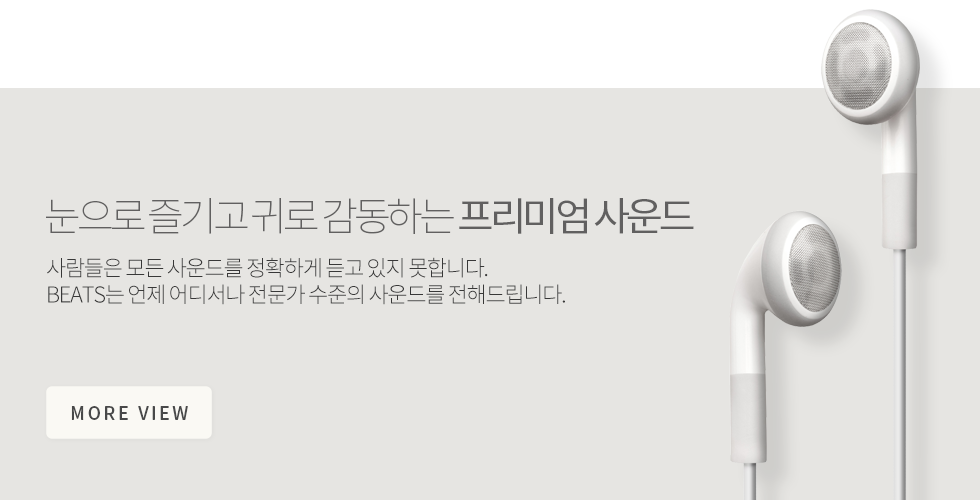 눈으로 즐기고 귀로 감동하는 프리미엄 사운드
사람들은 모든 사운드를 정확하게 듣고 있지 못합니다.
BEATS는 언제 어디서나 전문가 수준의 사운드를 전해드립니다.
MORE VIEW